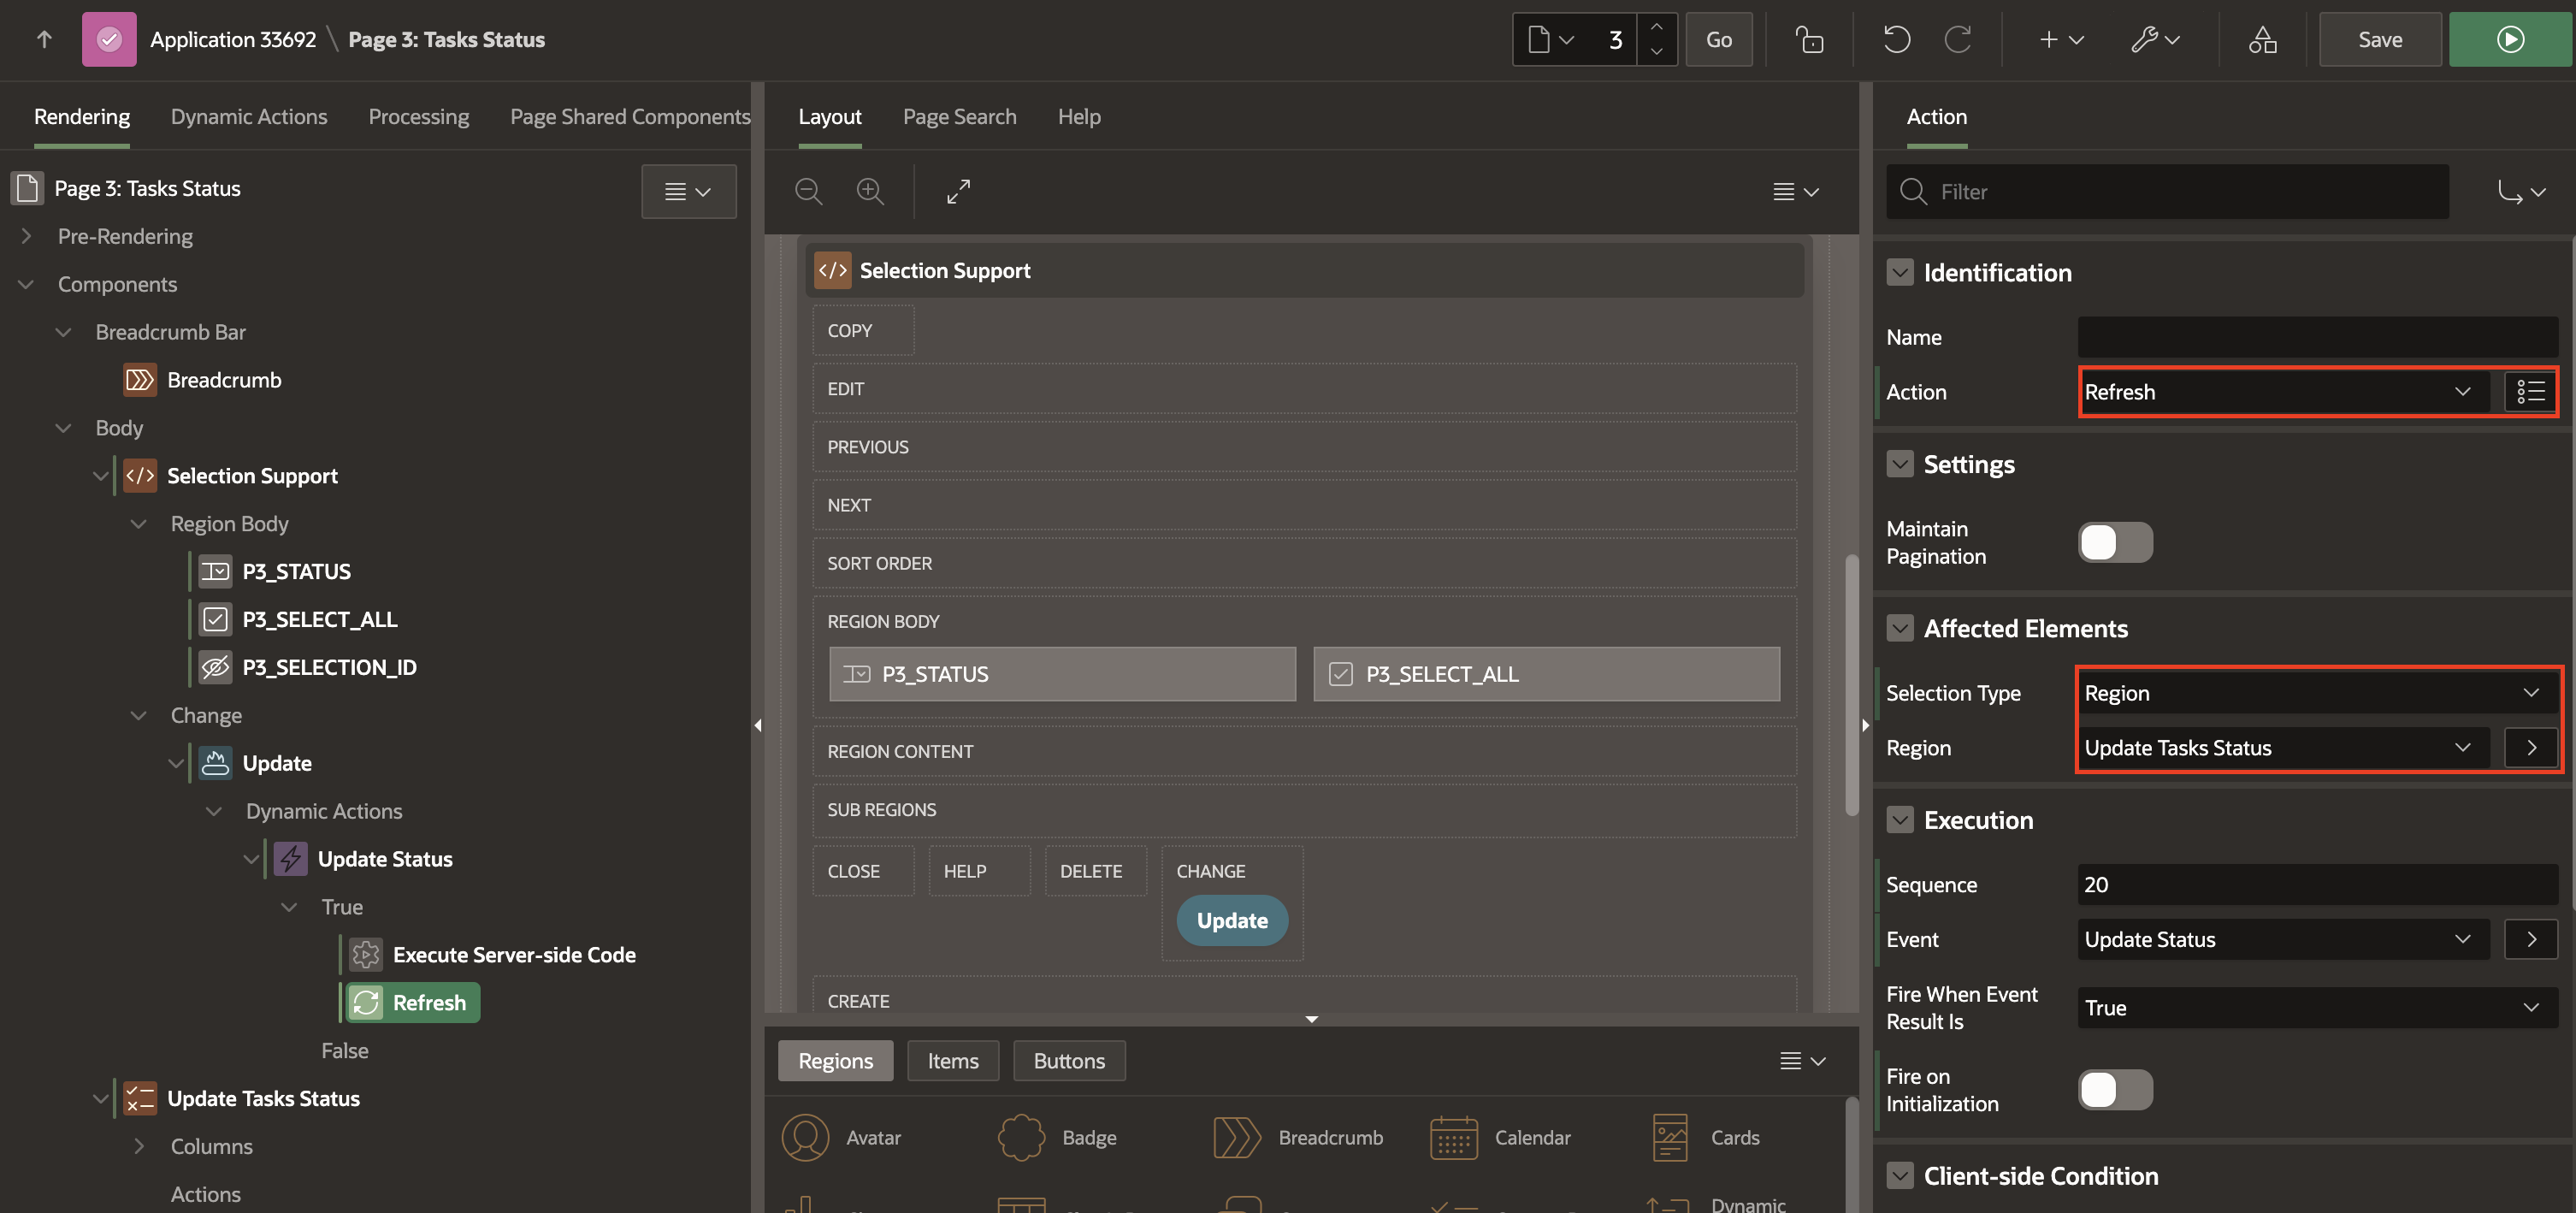 Application 33692 \ Page 3: Tasks Status
3
Go
Save
Rendering
Dynamic Actions
Processing
Page Shared Components
Page 3: Tasks Status
Pre-Rendering
Components
Breadcrumb Bar
Breadcrumb
Body
Selection Support
Region Body
P3_STATUS
P3_SELECT_ALL
P3_SELECTION_ID
Change
Update
Dynamic Actions
Update Status
True
Execute Server-side Code
Refresh
False
Update Tasks Status
Columns
Actions
Layout
Page Search
Help
Selection Support
COPY
EDIT
PREVIOUS
NEXT
SORT ORDER
REGION BODY
P3_STATUS
P3_SELECT_ALL
REGION CONTENT
SUB REGIONS
CLOSE
HELP
DELETE
CHANGE
Update
CREATE
Regions
Items
Buttons
Avatar
Badge
Breadcrumb
Calendar
Cards
Dynamic
Action
Filter
Identification
Name
Action
Refresh
Settings
Maintain
Pagination
Affected Elements
Selection Type
Region
Region
Update Tasks Status
Execution
Sequence
20
Event
Update Status
Fire When Event
Result Is
True
Fire on
Initialization
Client-side Condition